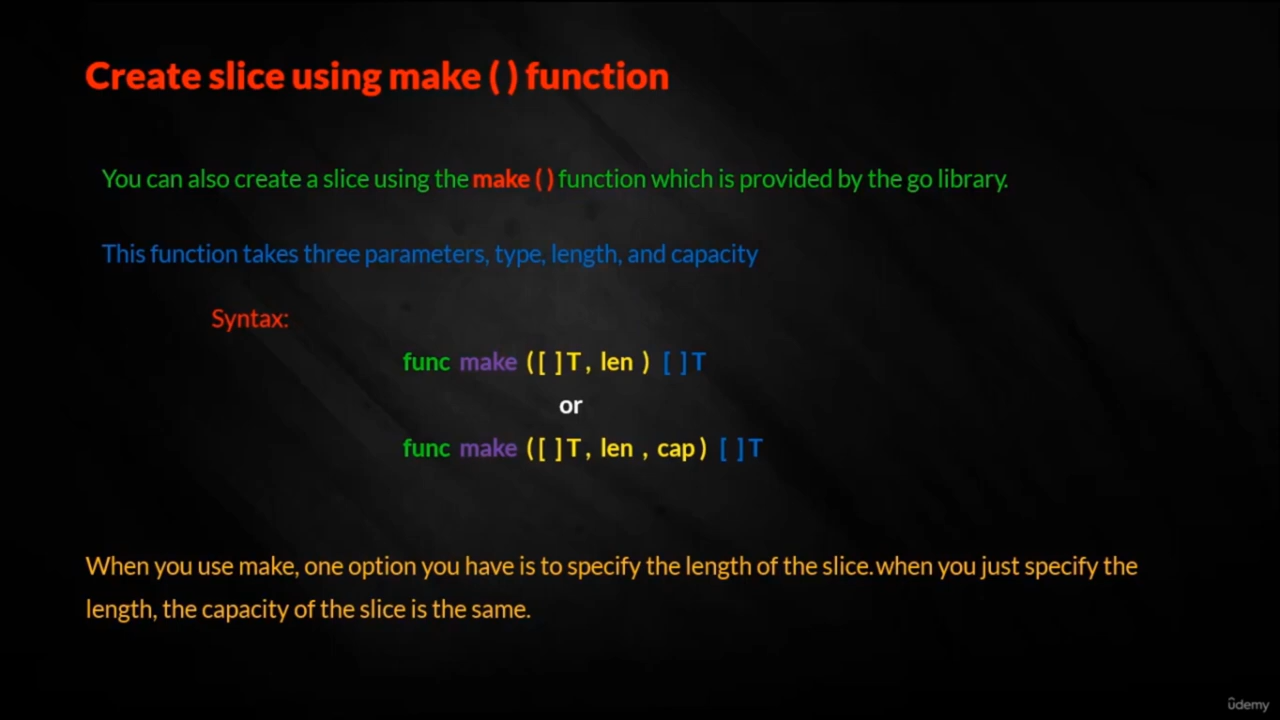 Create slice using make ( ) function
You can also create a slice using the make ( ) function which is provided by the go library.
This function takes three parameters, type, length, and capacity
Syntax:
func make ( [ ] T , len ) [ ] T
or
func make ( [ ] T , len , cap ) [ ] T
When you use make, one option you have is to specify the length of the slice.when you just specify the
length, the capacity of the slice is the same.
ûdemy